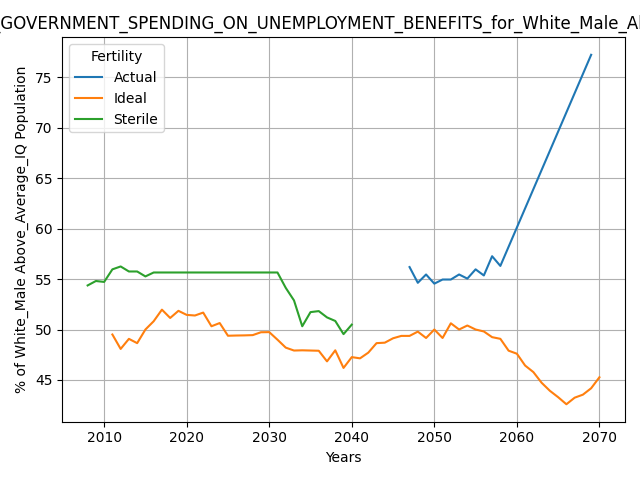 _GOVERNMENT_SPENDING_ON_UNEMPLOYMENT_BENEFITS_for_White_Male_A
Fertility
Actual
Ideal
Sterile
% of White_Male Above_Average_IQ Population
75
70
65
60
55
50
45
2010
2020
2030
2040
2050
2060
2070
Years